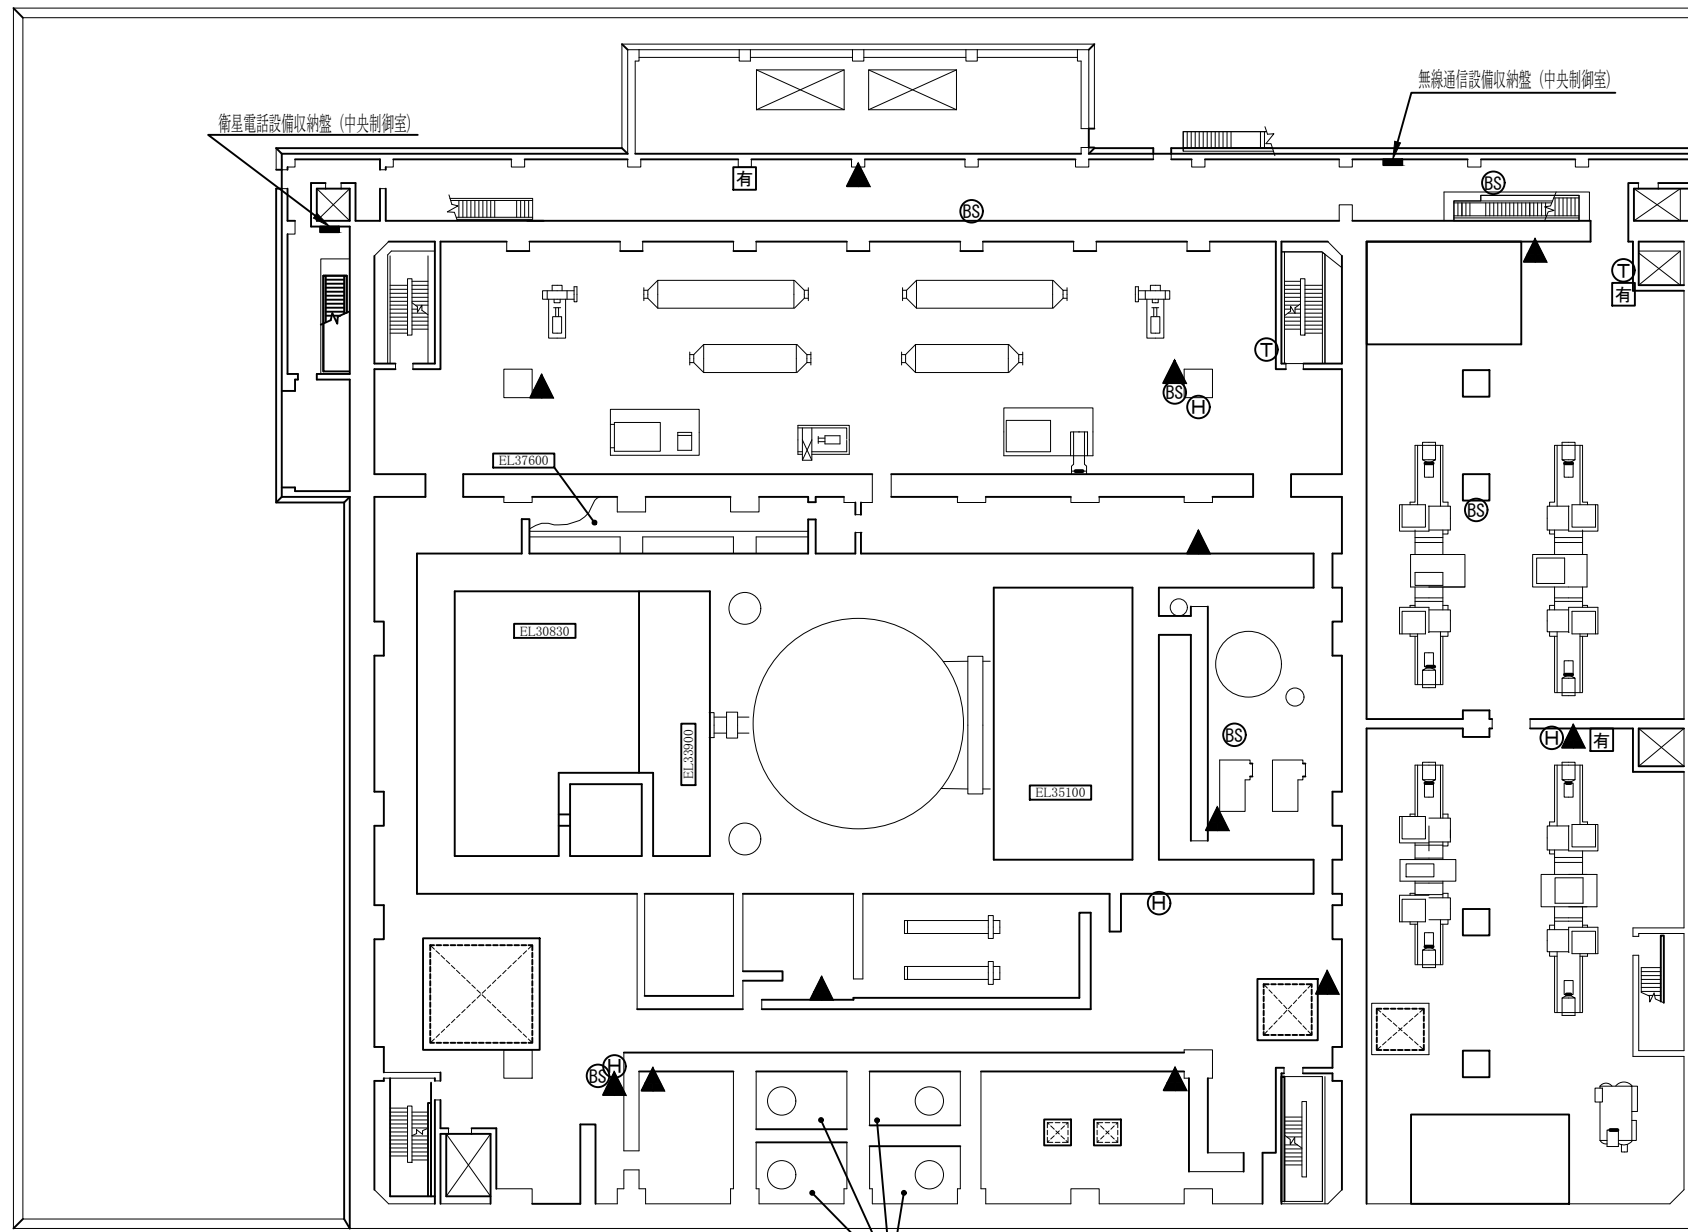 無線通信設備収納盤 (中央制御室)
衛星電話設備収納盤 (中央制御室)
有
BS
BS
T
有
T
BS
H
EL37600
BS
EL30830
EL33900
BS
H
有
EL35100
H
H
BS